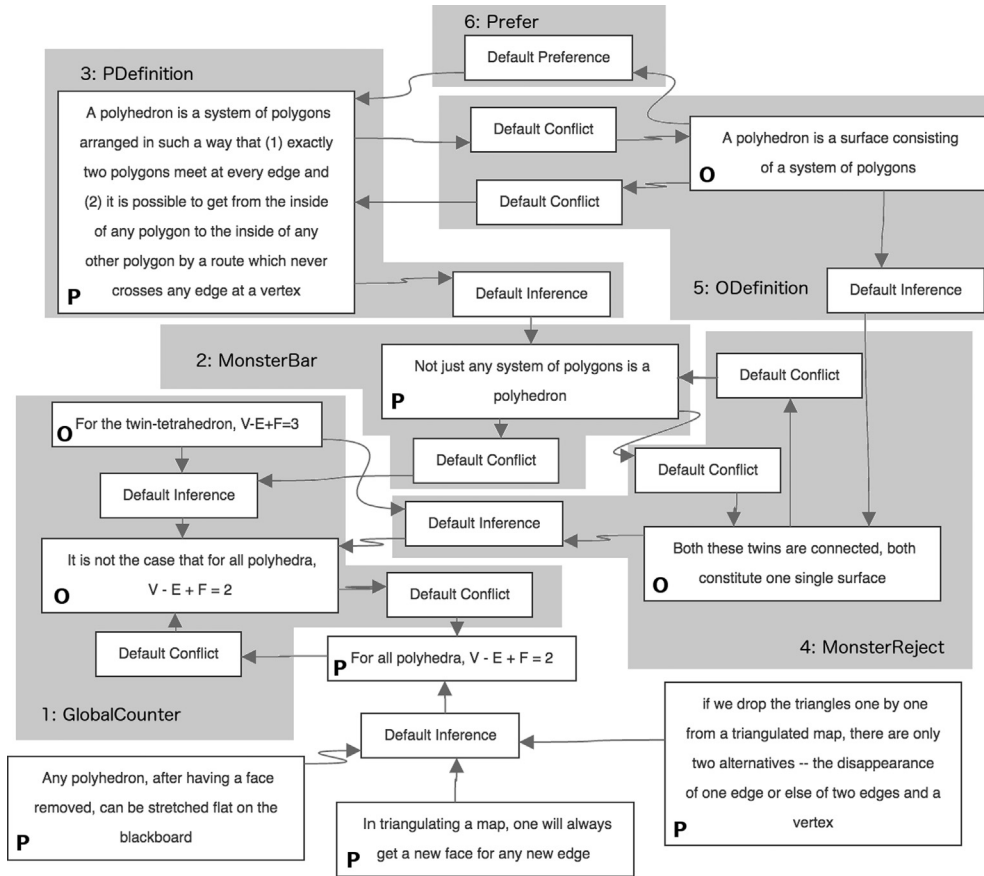 6: Prefer
Default Preference
3: PDefinition
A polyhedron is a system of polygons
arranged in such a way that (1) exactly
two polygons meet at every edge and
(2) it is possible to get from the inside
of any polygon to the inside of any
other polygon by a route which never
crosses any edge at a vertex
P
Default Conflict
A polyhedron is a surface consisting
of a system of polygons
O
Default Conflict
Default Inference
5: ODefinition
Default Inference
2: MonsterBar
Not just any system of polygons is a
polyhedron
P
Default Conflict
For the twin-tetrahedron, V-E+F=3
O
Default Conflict
Default Conflict
Default Inference
Default Inference
It is not the case that for all polyhedra,
V - E + F = 2
O
Both these twins are connected, both
constitute one single surface
O
Default Conflict
4: MonsterReject
Default Conflict
For all polyhedra, V - E + F = 2
P
1: GlobalCounter
Default Inference
if we drop the triangles one by one
from a triangulated map, there are only
two alternatives -- the disappearance
of one edge or else of two edges and a
vertex
P
Any polyhedron, after having a face
removed, can be stretched flat on the
blackboard
P
In triangulating a map, one will always
get a new face for any new edge
P